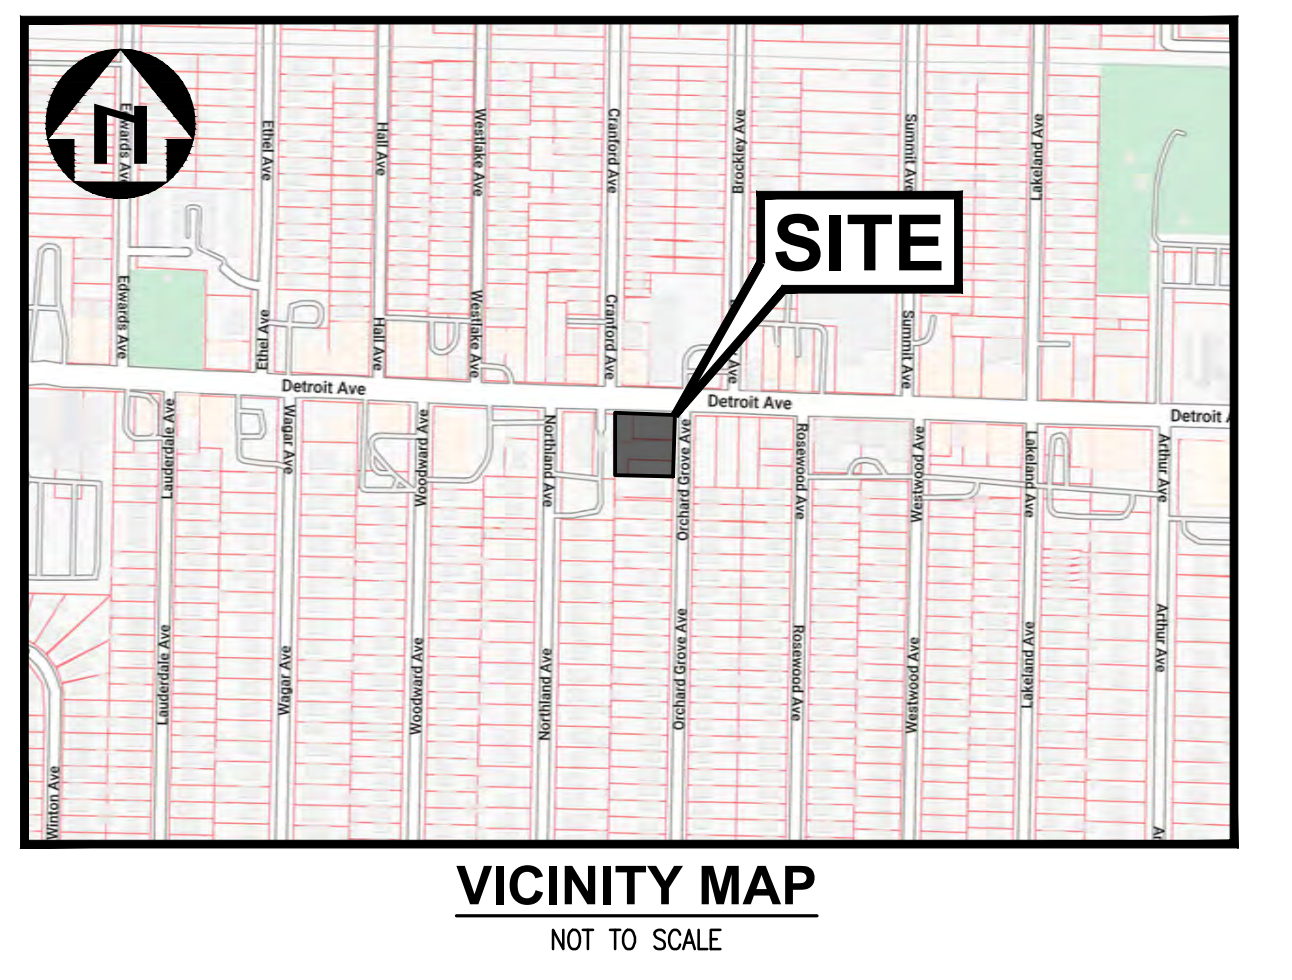 N
Edwards Av
Ethel Ave
Hall Ave
Westlake Ave
Cranford Ave
Brockley Ave
Summit Ave
Lakeland Ave
SITE
Edwards Ave
Ethel Ave
Hall Ave
Westlake Ave
Cranford Ave
y Ave
Summit Ave
Detroit Ave
Detroit Ave
Detroit A
Lauderdale Ave
Wagar Ave
Woodward Ave
Northland Ave
Orchard Grove Ave
Rosewood Ave
Westwood Ave
Lakeland Ave
Arthur Ave
Lauderdale Ave
Wagar Ave
Woodward Ave
Northland Ave
Orchard Grove Ave
Rosewood Ave
Westwood Ave
Lakeland Ave
Arthur Ave
Winton Ave
Ar
VICINITY MAP
NOT TO SCALE